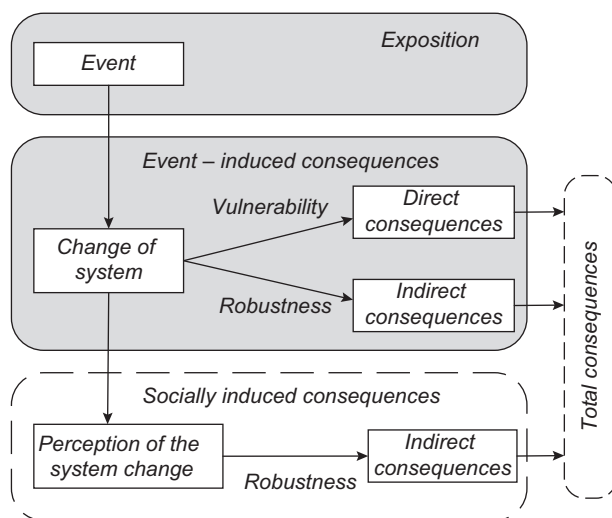 Exposition
Event
Event – induced consequences
Vulnerability
Direct
consequences
Change of
system
Robustness
Indirect
consequences
Socially induced consequences
Perception of the
system change
Robustness
Indirect
consequences
Total consequences